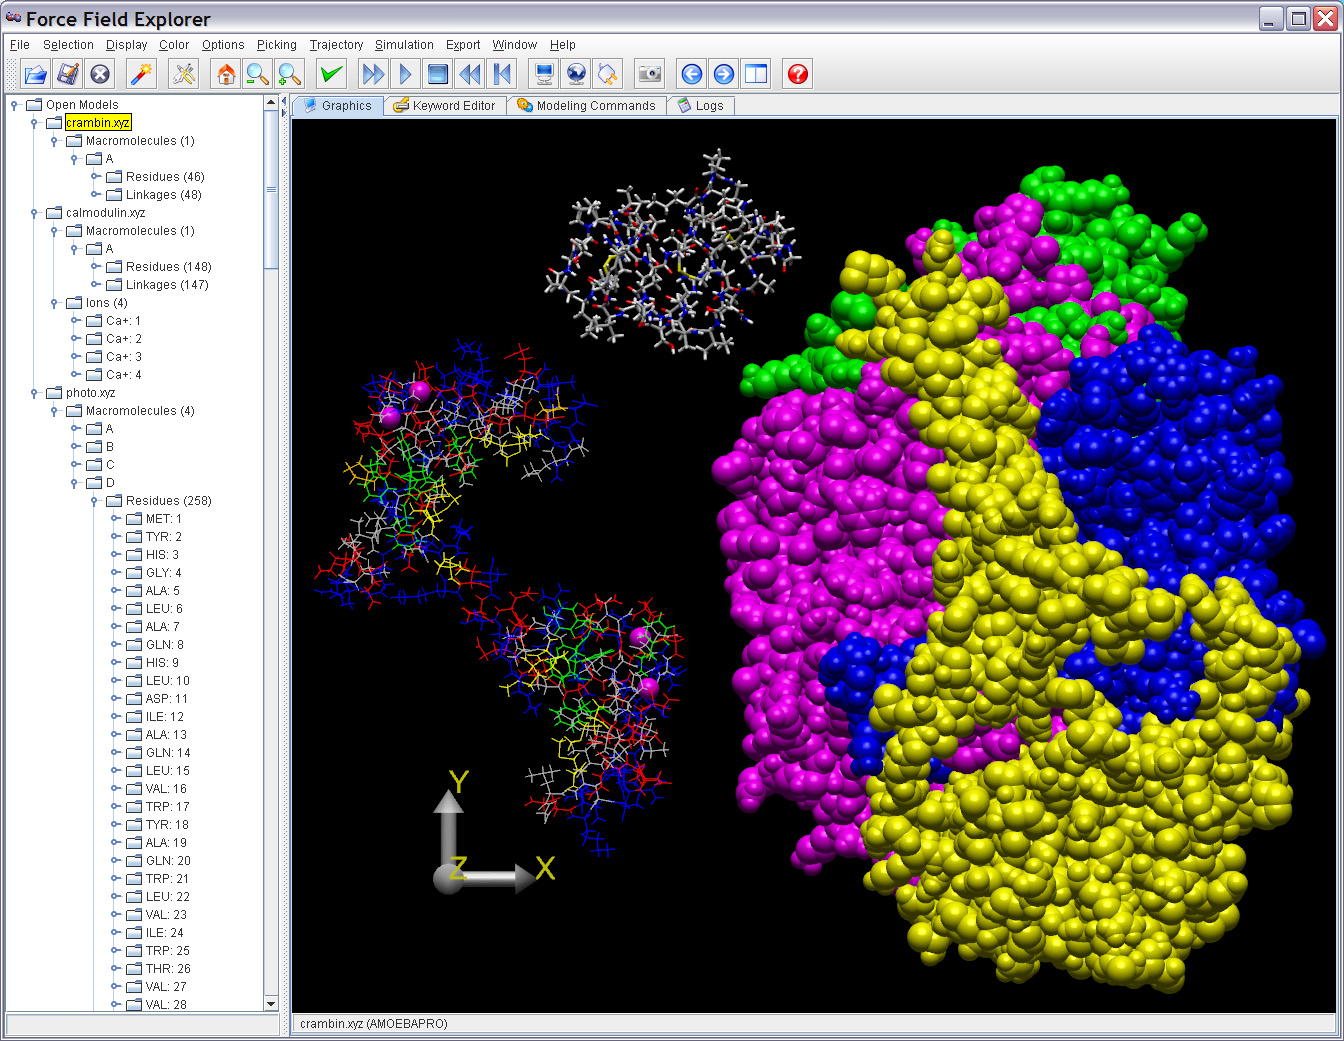 Force Field Explorer
File Selection Display Color Options Picking Trajectory Simulation Export Window Help
Graphics Keyword Editor Modeling Commands Logs
Open Models
crambin.xyz
Macromolecules (1)
A
Residues (46)
Linkages (48)
calmodulin.xyz
Macromolecules (1)
A
Residues (148)
Linkages (147)
Ions (4)
Ca+: 1
Ca+: 2
Ca+: 3
Ca+: 4
photo.xyz
Macromolecules (4)
A
B
C
D
Residues (258)
MET: 1
TYR: 2
HIS: 3
GLY: 4
ALA: 5
LEU: 6
ALA: 7
GLN: 8
HIS: 9
LEU: 10
ASP: 11
ILE: 12
ALA: 13
GLN: 14
LEU: 15
VAL: 16
TRP: 17
TYR: 18
ALA: 19
GLN: 20
TRP: 21
LEU: 22
VAL: 23
ILE: 24
TRP: 25
THR: 26
VAL: 27
VAL: 28
Y
Z X
crambin.xyz (AMOEBAPRO)